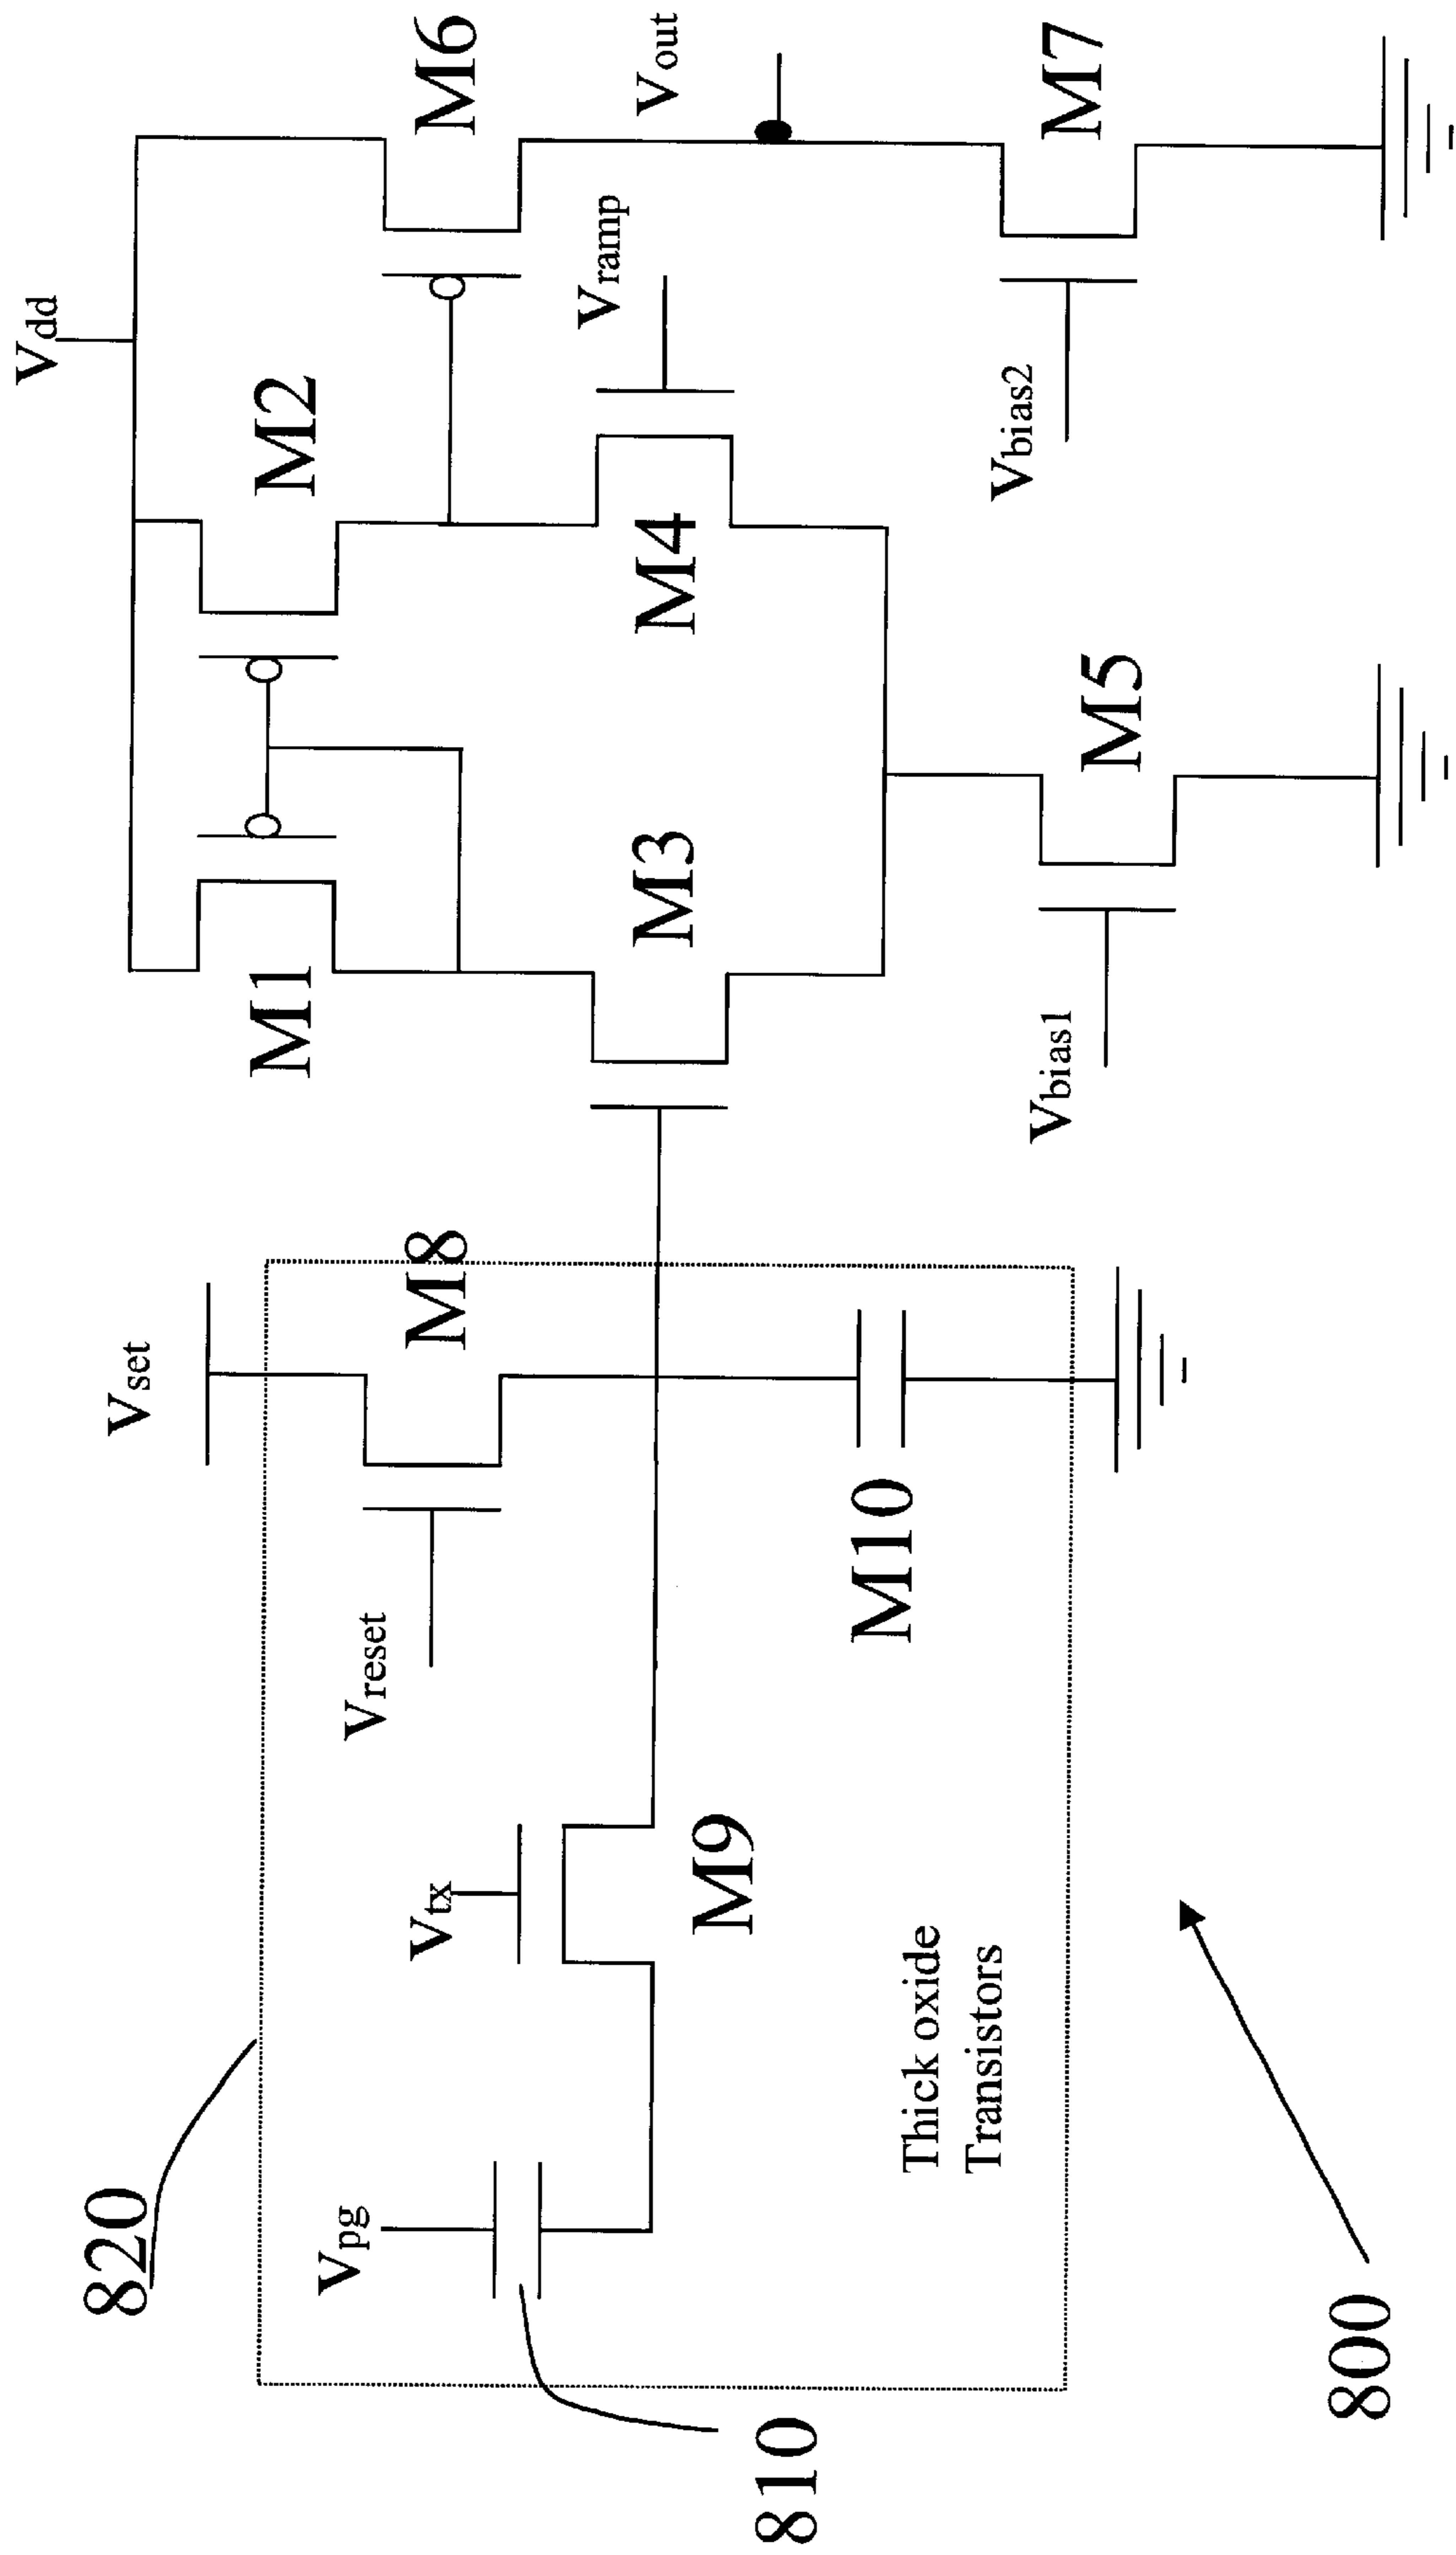 820
Vset
Vdd
Vpg
Vtx
Vreset
M8
M1
M2
M6
810
M9
M10
M3
M4
Vramp
Vout
Thick oxide
Transistors
Vbias1
M5
Vbias2
M7
800